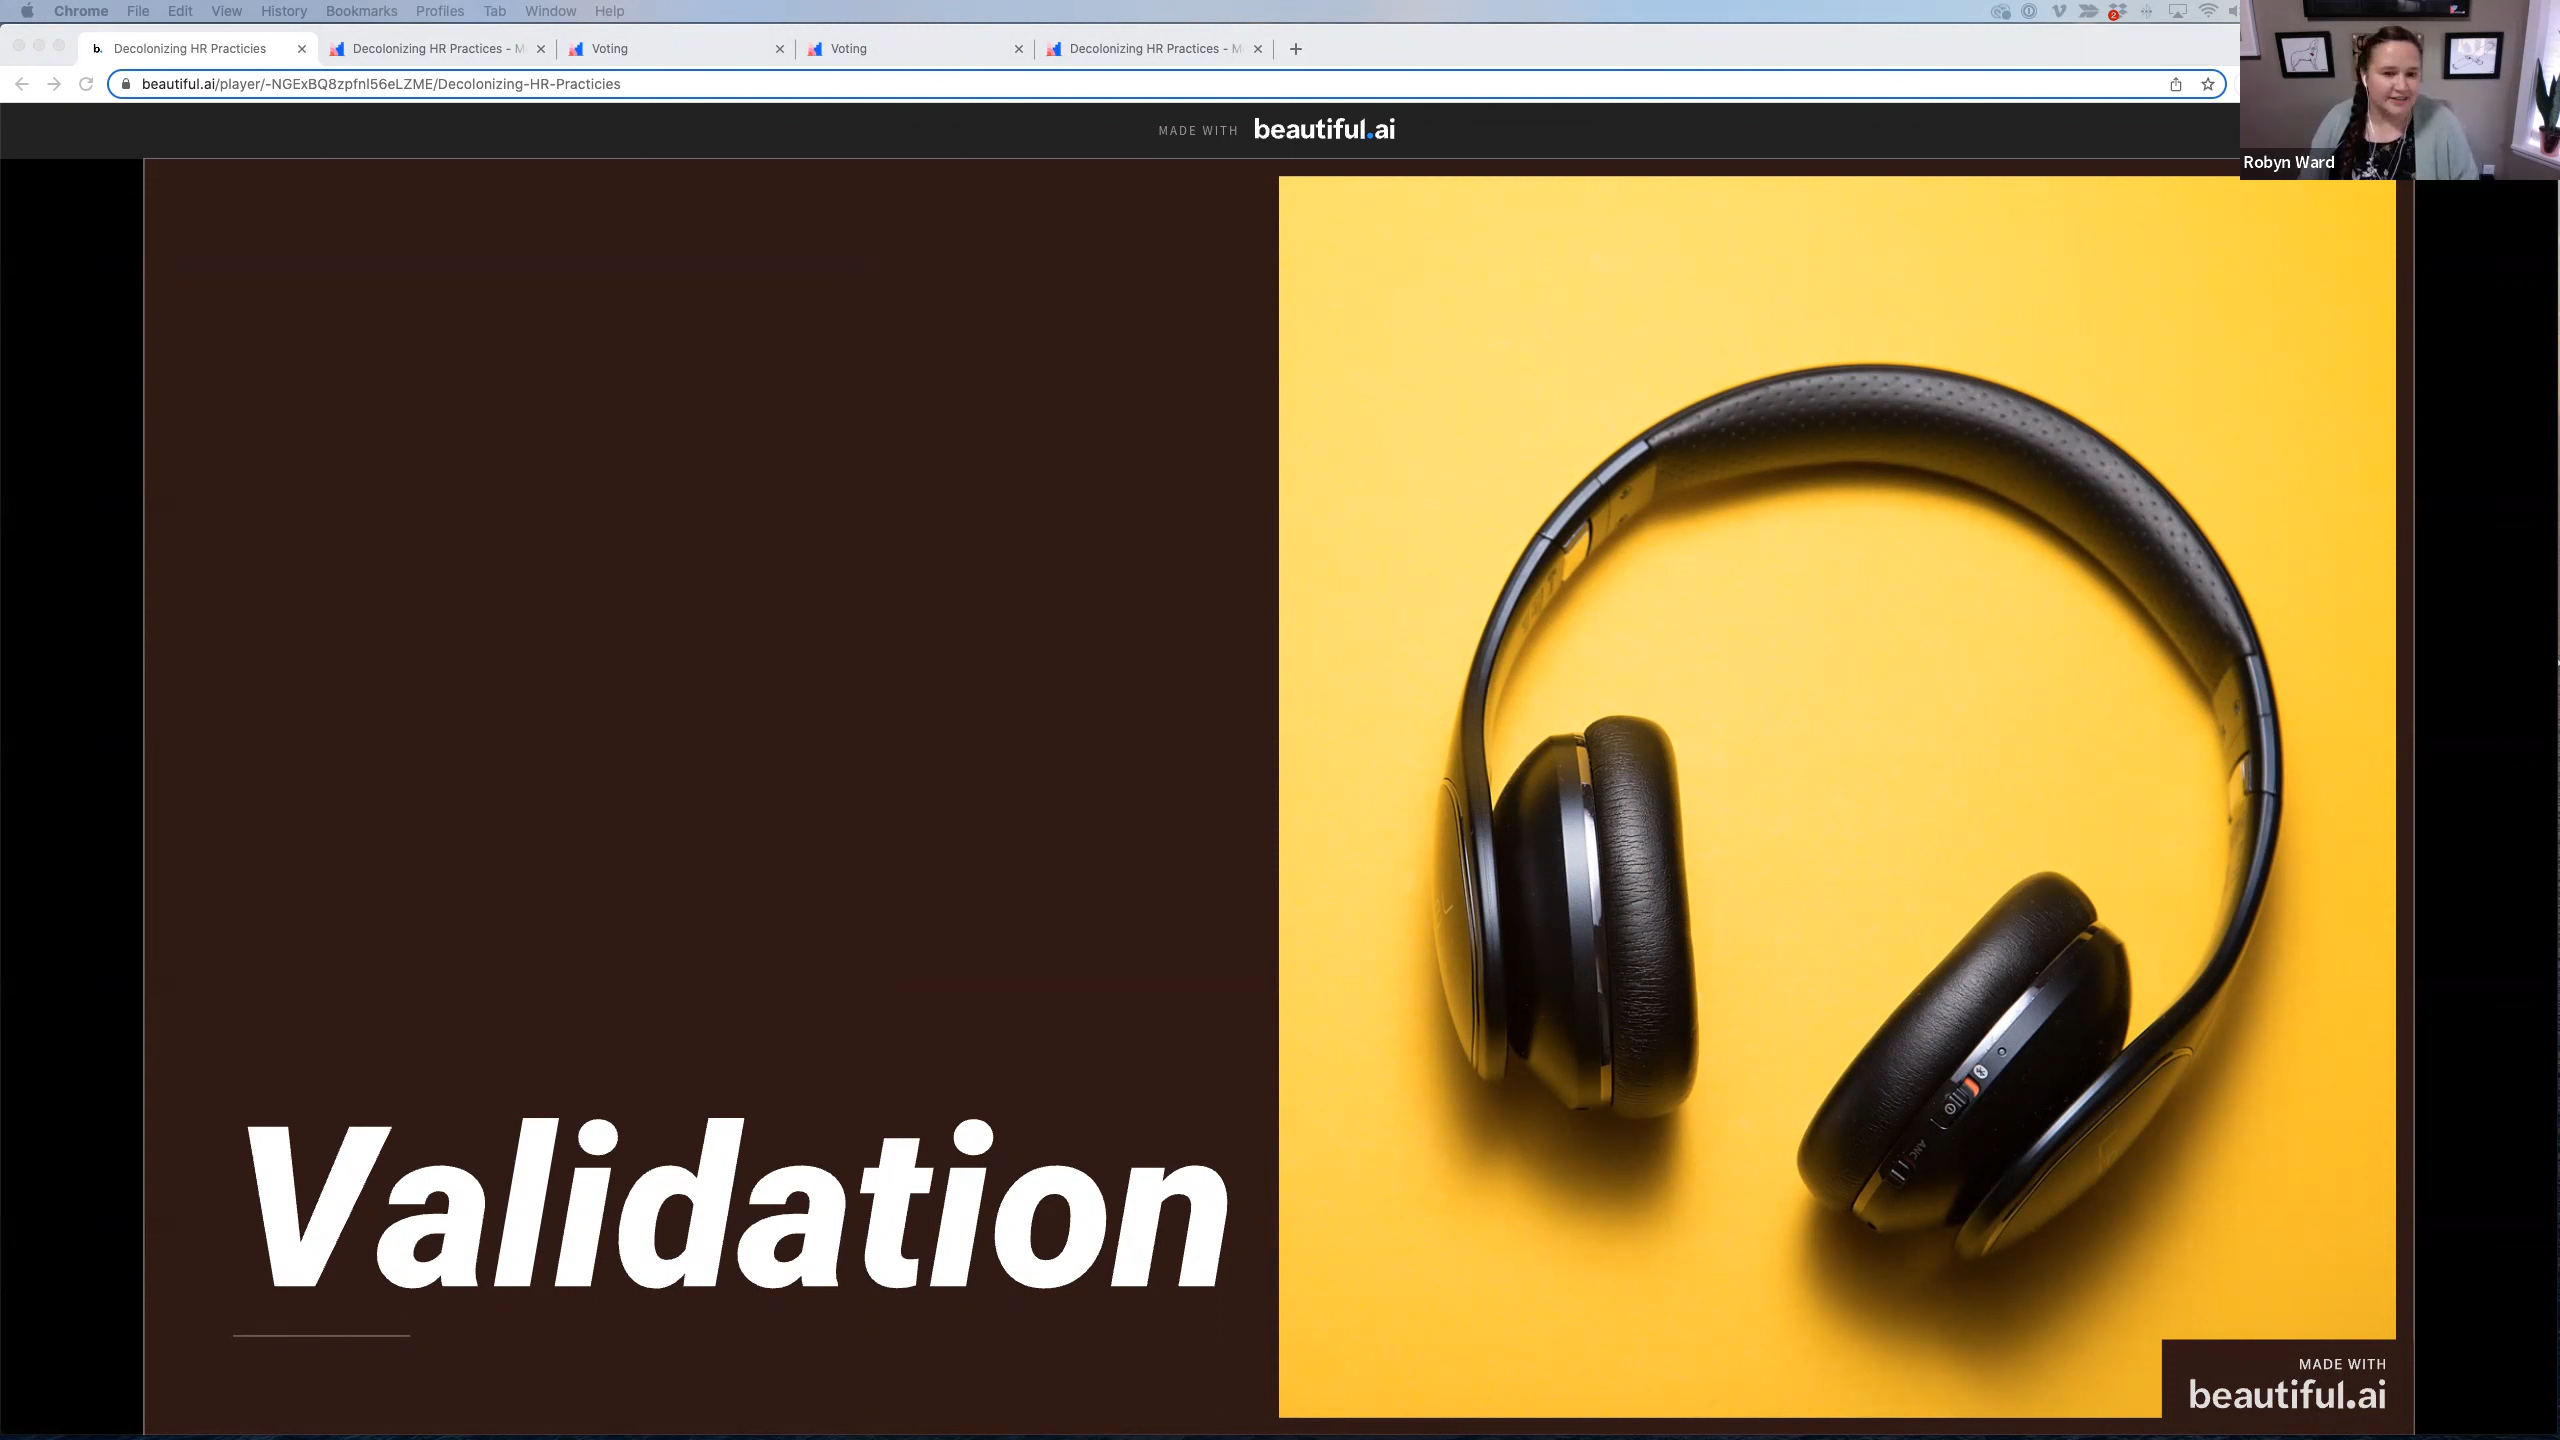 Chrome File Edit View History Bookmarks Profiles Tab Window Help
2
b. Decolonizing HR Practicies
Decolonizing HR Practices - M
Voting
Voting
Decolonizing HR Practices - M
beautiful.ai/player/-NGExBQ8zpfnl56eLZME/Decolonizing-HR-Practicies
MADE WITH beautiful.ai
Robyn Ward
ANC
Validation
MADE WITH
beautiful.ai